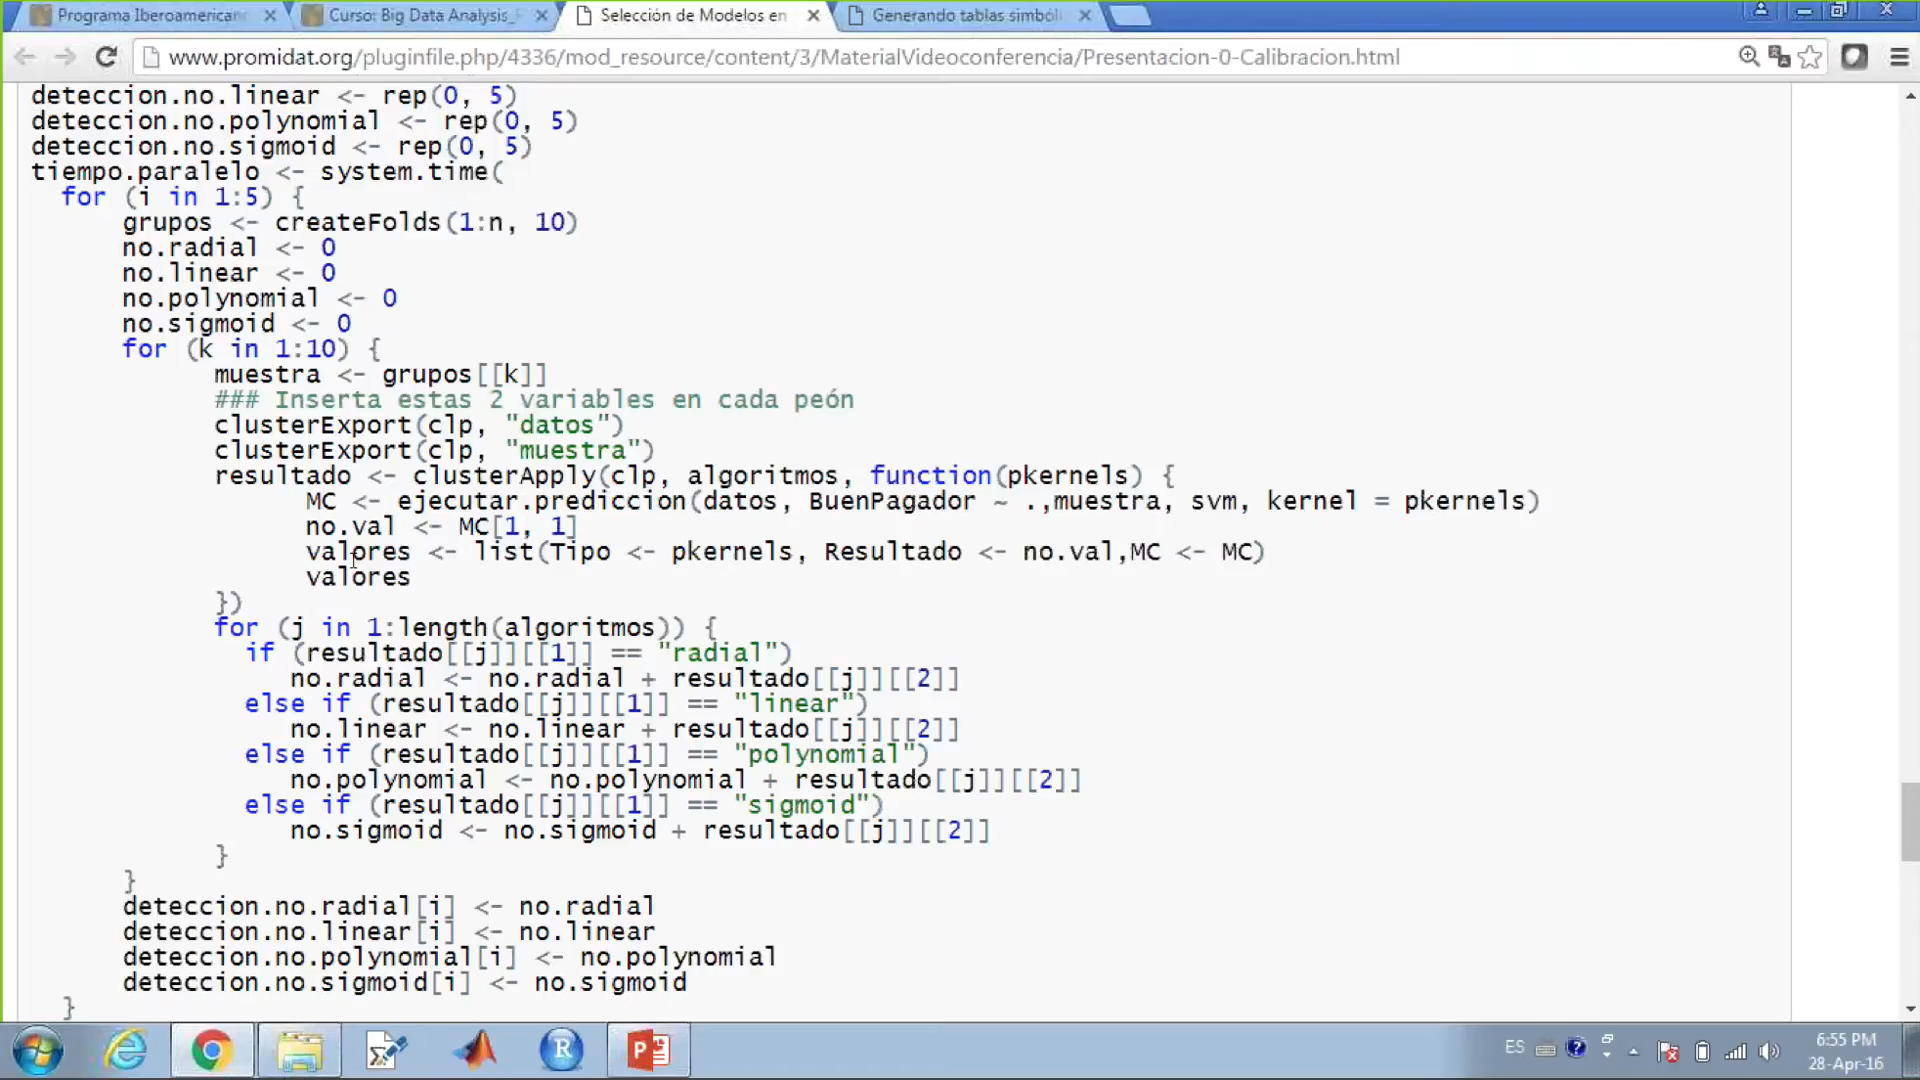 Programa Iberoamerican
Curso: Big Data Analysis_
Selección de Modelos en
Generando tablas simból
www.promidat.org/pluginfile.php/4336/mod_resource/content/3/MaterialVideoconferencia/Presentacion-0-Calibracion.html
deteccion.no.linear <- rep(0, 5)
deteccion.no.polynomial <- rep(0, 5)
deteccion.no.sigmoid <- rep(0, 5)
tiempo.paralelo <- system.time(
for (i in 1:5) {
grupos <- createFolds(1:n, 10)
no.radial <- 0
no.linear <- 0
no.polynomial <- 0
no.sigmoid <- 0
for (k in 1:10) {
muestra <- grupos[[k]]
### Inserta estas 2 variables en cada peón
clusterExport(clp, "datos")
clusterExport(clp, "muestra")
resultado <- clusterApply(clp, algoritmos, function(pkernels) {
MC <- ejecutar.prediccion(datos, BuenPagador ~ .,muestra, svm, kernel = pkernels)
no.val <- MC[1, 1]
valores <- list(Tipo <- pkernels, Resultado <- no.val,MC <- MC)
valores
})
for (j in 1:length(algoritmos)) {
if (resultado[[j]][[1]] == "radial")
no.radial <- no.radial + resultado[[j]][[2]]
else if (resultado[[j]][[1]] == "linear")
no.linear <- no.linear + resultado[[j]][[2]]
else if (resultado[[j]][[1]] == "polynomial")
no.polynomial <- no.polynomial + resultado[[j]][[2]]
else if (resultado[[j]][[1]] == "sigmoid")
no.sigmoid <- no.sigmoid + resultado[[j]][[2]]
}
}
deteccion.no.radial[i] <- no.radial
deteccion.no.linear[i] <- no.linear
deteccion.no.polynomial[i] <- no.polynomial
deteccion.no.sigmoid[i] <- no.sigmoid
}
ES
6:55 PM
28-Apr-16